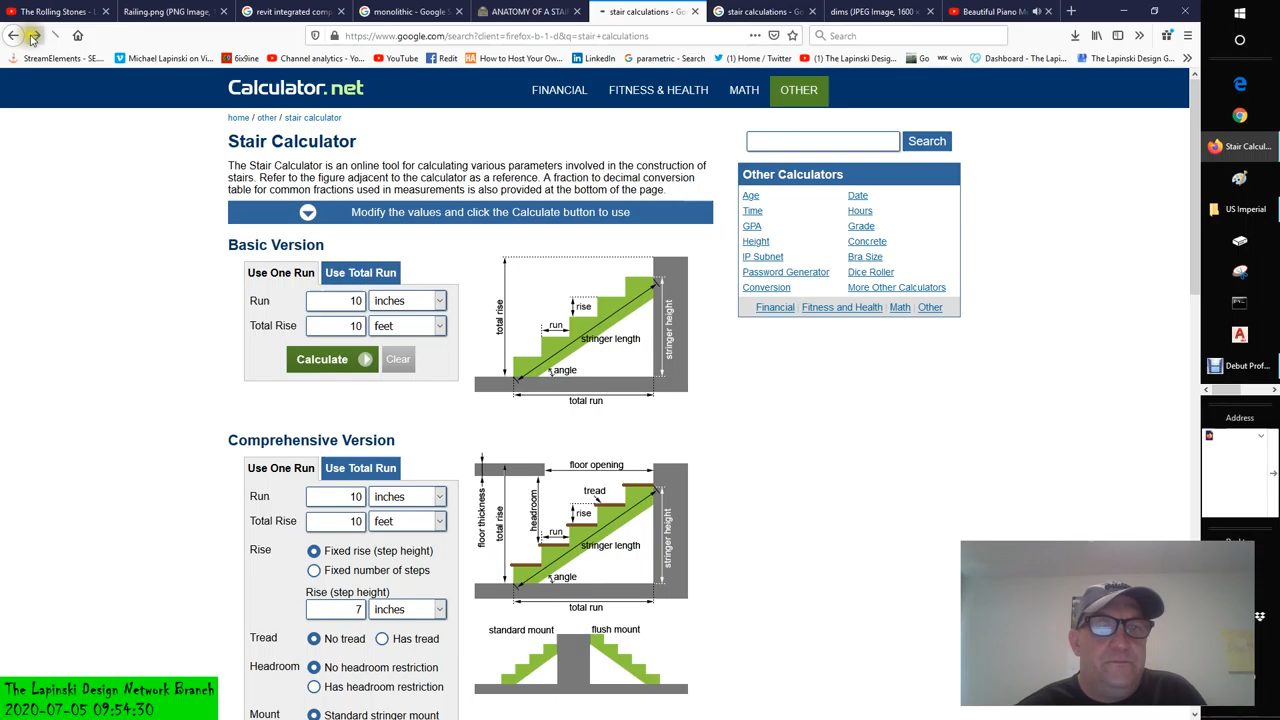 The Rolling Stones - L
Railing.png (PNG Image,
revit integrated comp
monolithic - Google S
ANATOMY OF A STAI
stair calculations - Go
stair calculations - Go
dims (JPEG Image, 1600 ×
Beautiful Piano M
https://www.google.com/search?client=firefox-b-1-d&q=stair+calculations
Search
StreamElements - SE...
Michael Lapinski on Vi...
6ix9ine
Channel analytics - Yo...
YouTube
Redit
How to Host Your Own...
LinkedIn
parametric - Search
(1) Home / Twitter
(1) The Lapinski Desig...
Go
wix
Dashboard - The Lapi...
The Lapinski Design G...
Calculator.net
FINANCIAL
FITNESS & HEALTH
MATH
OTHER
home / other / stair calculator
Stair Calculator
Search
The Stair Calculator is an online tool for calculating various parameters involved in the construction of
stairs. Refer to the figure adjacent to the calculator as a reference. A fraction to decimal conversion
table for common fractions used in measurements is also provided at the bottom of the page.
Modify the values and click the Calculate button to use
Other Calculators
Age
Date
Time
Hours
GPA
Grade
Height
Concrete
IP Subnet
Bra Size
Password Generator
Dice Roller
Conversion
More Other Calculators
Financial | Fitness and Health | Math | Other
Basic Version
Use One Run
Use Total Run
Run
10
inches
Total Rise
10
feet
Calculate
Clear
total rise
rise
run
stringer length
stringer height
angle
total run
Comprehensive Version
Use One Run
Use Total Run
Run
10
inches
Total Rise
10
feet
Rise
Fixed rise (step height)
Fixed number of steps
Rise (step height)
7
inches
Tread
No tread
Has tread
Headroom
No headroom restriction
Has headroom restriction
Mount
Standard stringer mount
floor opening
floor thickness
total rise
headroom
tread
rise
run
stringer length
stringer height
angle
total run
standard mount
flush mount
Stair Calcul...
US Imperial
Debut Prof...
Address
The Lapinski Design Network Branch
2020-07-05 09:54:30